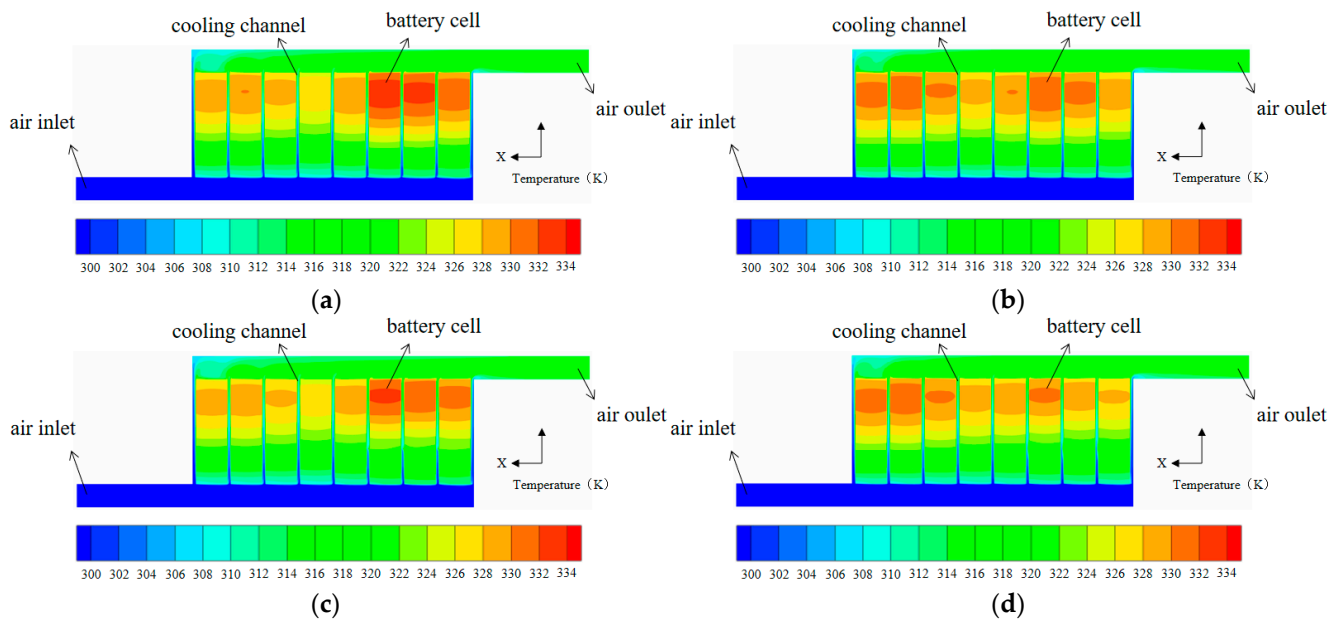 cooling channel
battery cell
air inlet
air oulet
X
Temperature（K）
300 302 304 306 308 310 312 314 316 318 320 322 324 326 328 330 332 334
(a)
cooling channel
battery cell
air inlet
air oulet
X
Temperature（K）
300 302 304 306 308 310 312 314 316 318 320 322 324 326 328 330 332 334
(b)
cooling channel
battery cell
air inlet
air oulet
X
Temperature（K）
300 302 304 306 308 310 312 314 316 318 320 322 324 326 328 330 332 334
(c)
cooling channel
battery cell
air inlet
air oulet
X
Temperature（K）
300 302 304 306 308 310 312 314 316 318 320 322 324 326 328 330 332 334
(d)